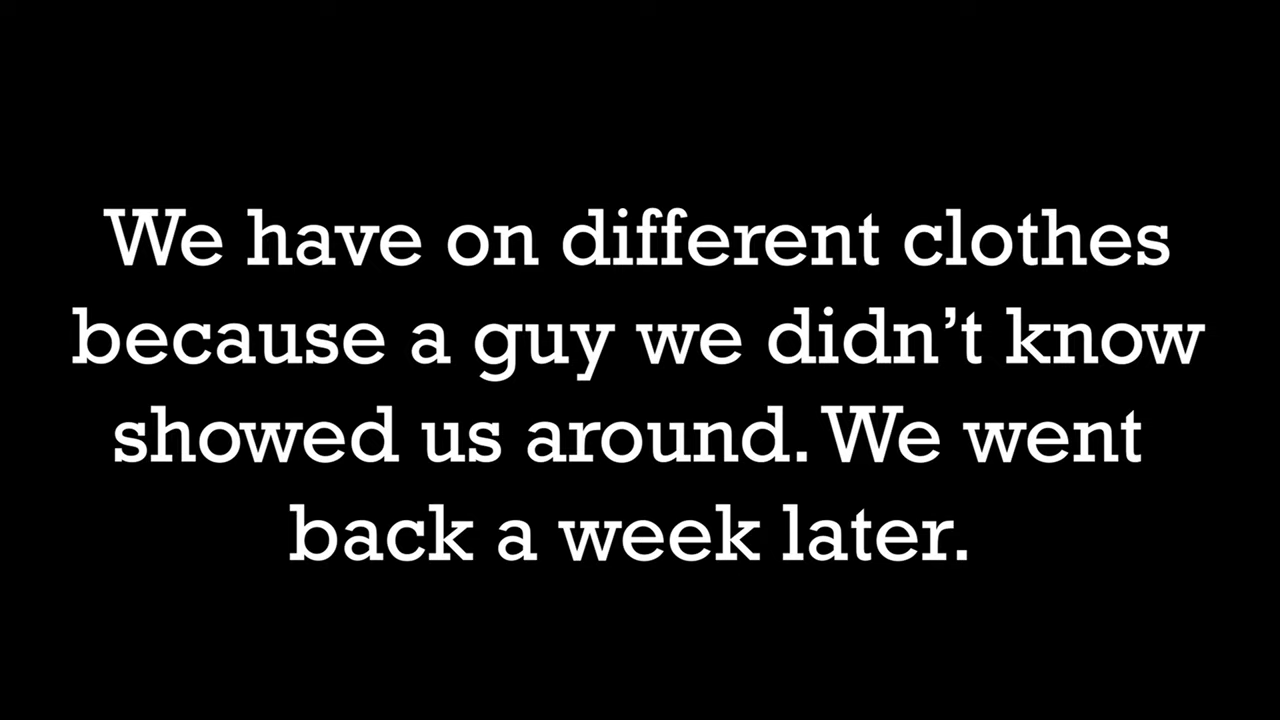 We have on different clothes
because a guy we didn’t know
showed us around. We went
back a week later.